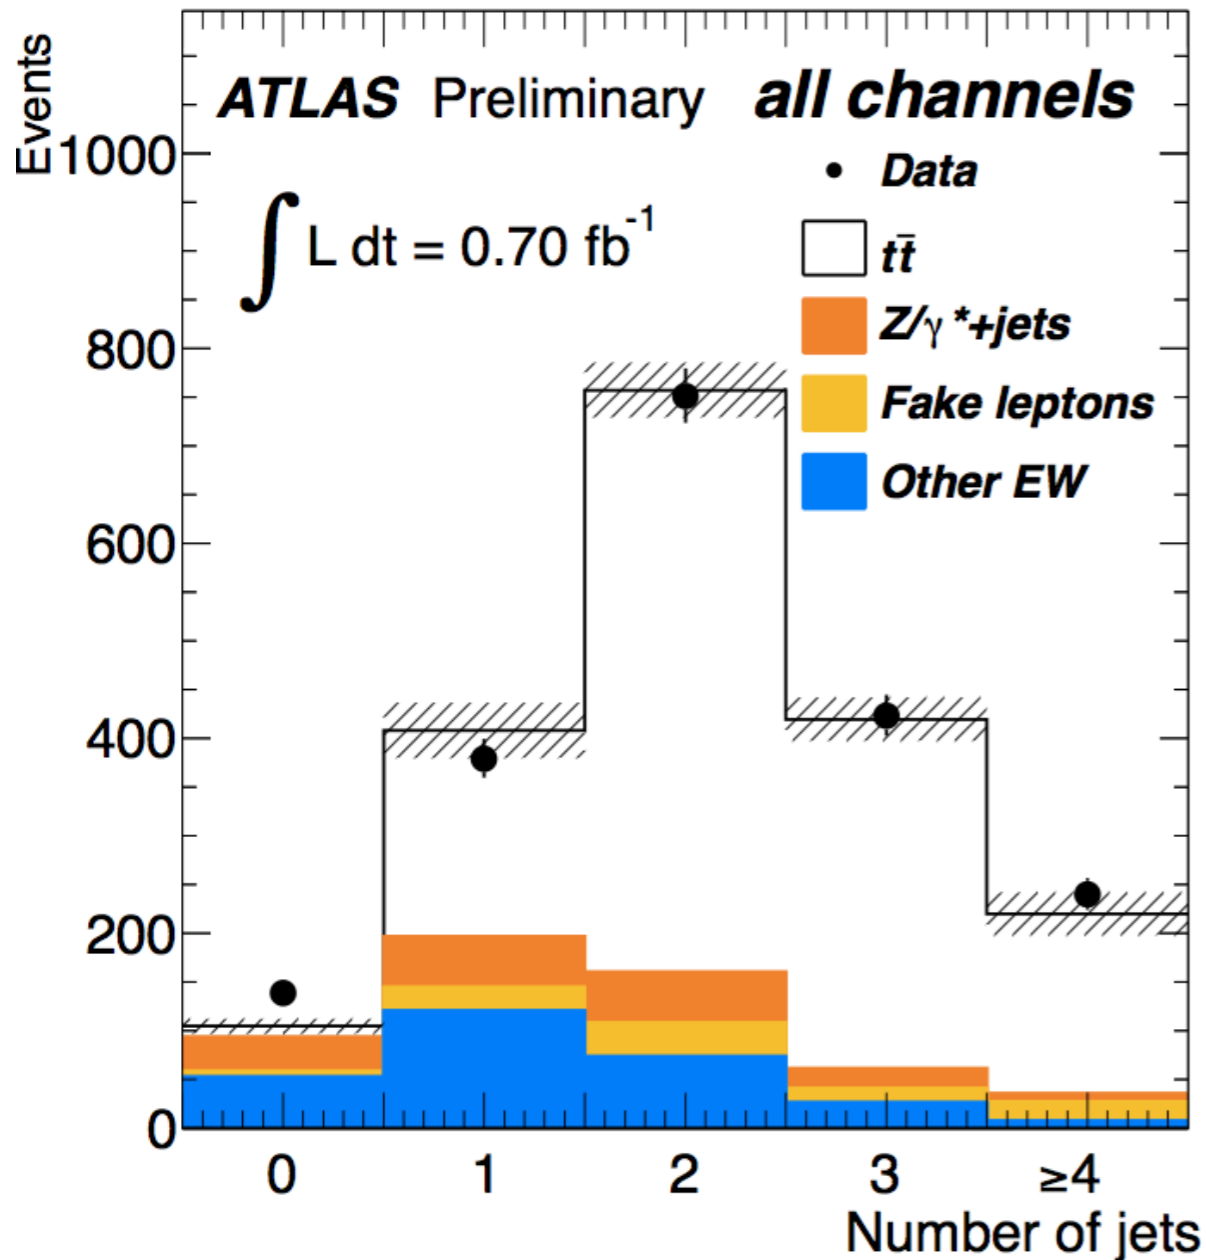 Events
ATLAS Preliminary all channels
∫ L dt = 0.70 fb⁻¹
Data
tt̄
Z/γ*+jets
Fake leptons
Other EW
1000
800
600
400
200
0
0 1 2 3 ≥4
Number of jets